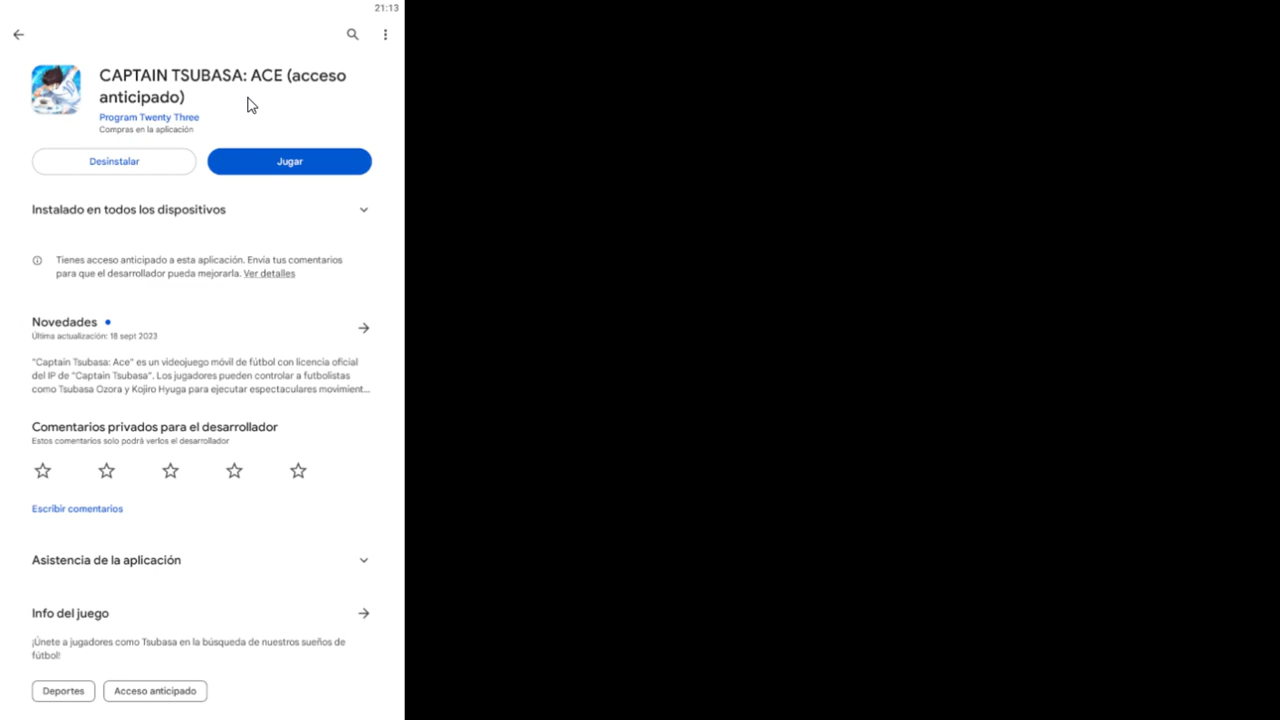 21:13
CAPTAIN TSUBASA: ACE (acceso
anticipado)
Program Twenty Three
Compras en la aplicación
Desinstalar
Jugar
Instalado en todos los dispositivos
Tienes acceso anticipado a esta aplicación. Envía tus comentarios
para que el desarrollador pueda mejorarla. Ver detalles
Novedades
Última actualización: 18 sept 2023
"Captain Tsubasa: Ace" es un videojuego móvil de fútbol con licencia oficial
del IP de "Captain Tsubasa". Los jugadores pueden controlar a futbolistas
como Tsubasa Ozora y Kojiro Hyuga para ejecutar espectaculares moviment...
Comentarios privados para el desarrollador
Estos comentarios solo podrá verlos el desarrollador
Escribir comentarios
Asistencia de la aplicación
Info del juego
¡Únete a jugadores como Tsubasa en la búsqueda de nuestros sueños de
fútbol!
Deportes
Acceso anticipado